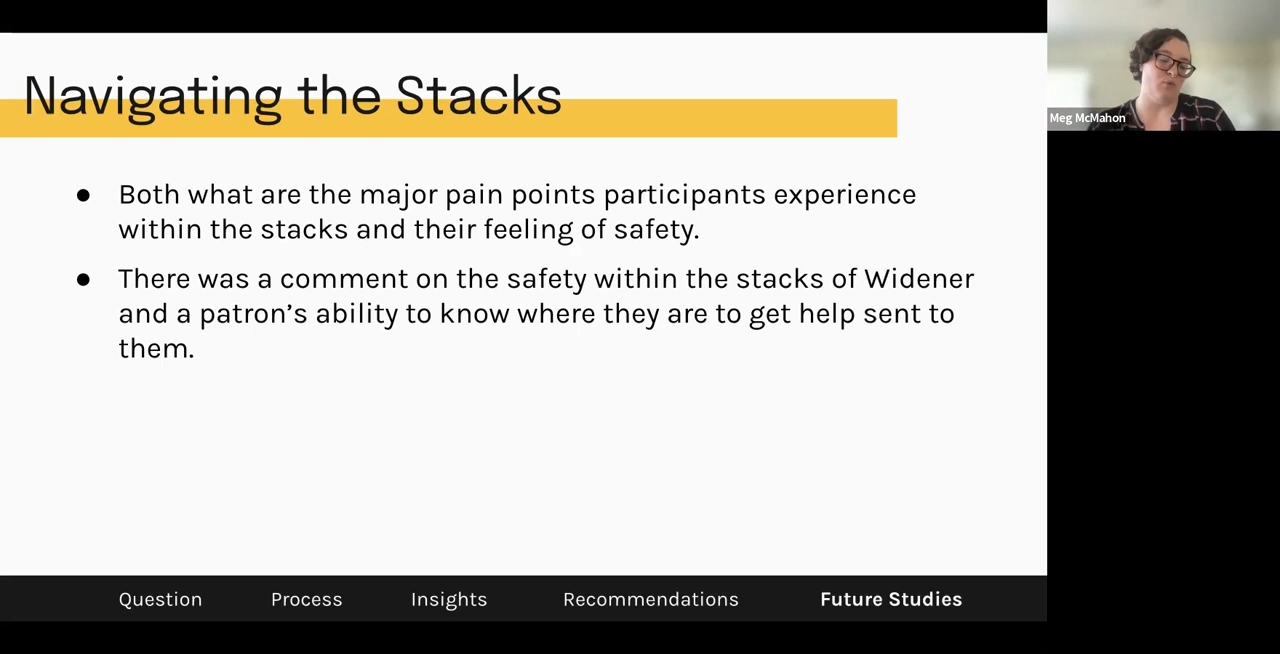 Navigating the Stacks
● Both what are the major pain points participants experience
within the stacks and their feeling of safety.
● There was a comment on the safety within the stacks of Widener
and a patron’s ability to know where they are to get help sent to
them.
Question Process Insights Recommendations Future Studies
Meg McMahon